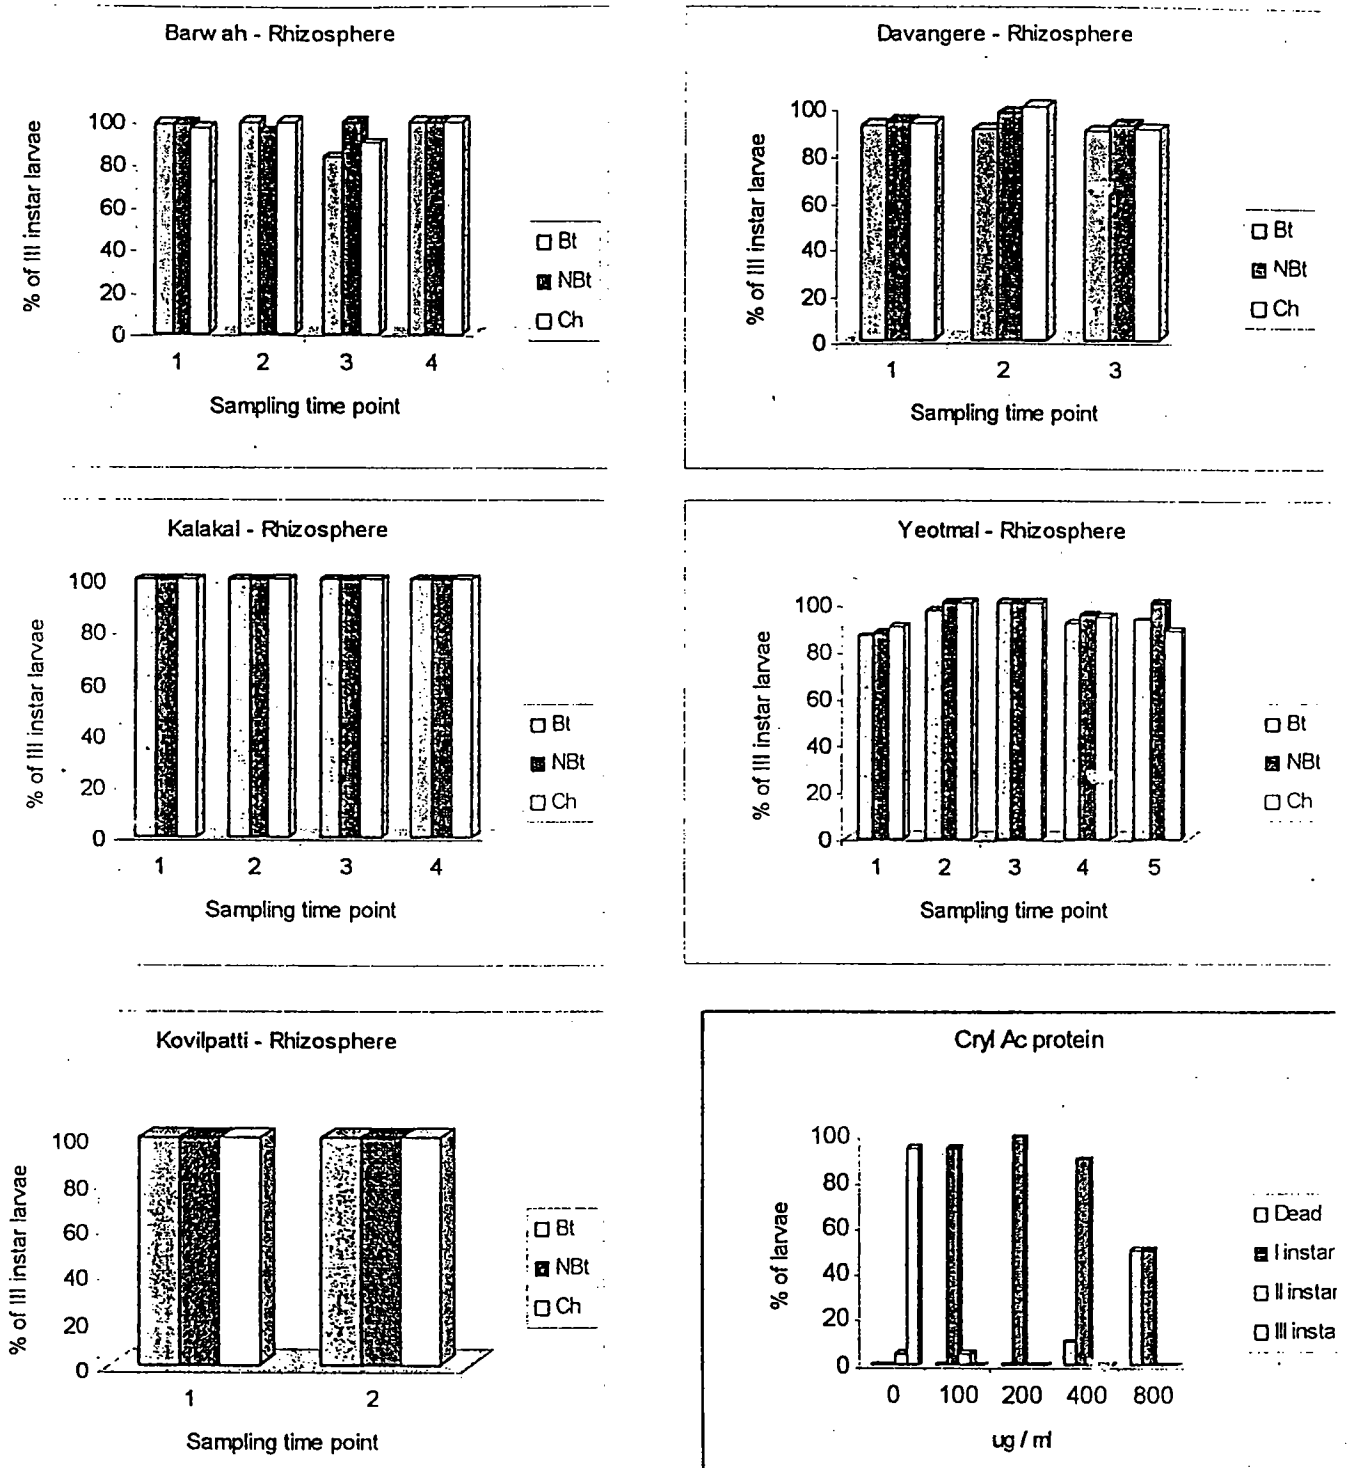 Barwah - Rhizosphere
% of III instar larvae
100
80
60
40
20
0
1 2 3 4
Sampling time point
Bt
NBt
Ch
Davangere - Rhizosphere
% of III instar larvae
100
80
60
40
20
0
1 2 3
Sampling time point
Bt
NBt
Ch
Kalakal - Rhizosphere
% of III instar larvae
100
80
60
40
20
0
1 2 3 4
Sampling time point
Bt
NBt
Ch
Yeotmal - Rhizosphere
% of III instar larvae
100
80
60
40
20
0
1 2 3 4 5
Sampling time point
Bt
NBt
Ch
Kovilpatti - Rhizosphere
% of III instar larvae
100
80
60
40
20
0
1 2
Sampling time point
Bt
NBt
Ch
CryI Ac protein
% of larvae
100
80
60
40
20
0
0 100 200 400 800
ug / ml
Dead
I instar
II instar
III insta